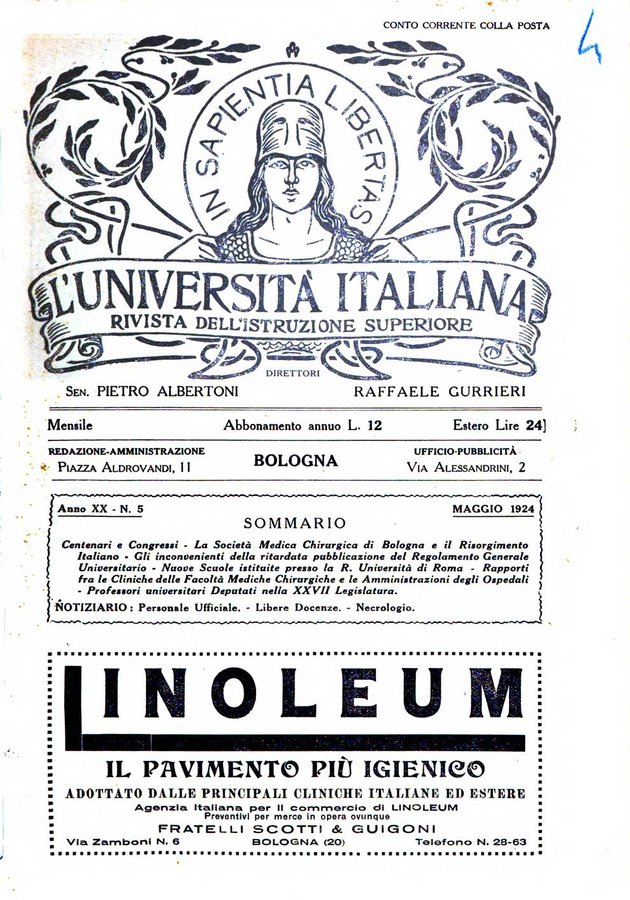 CONTO CORRENTE COLLA POSTA
4
IN SAPIENTIA LIBERTAS
L'UNIVERSITÀ ITALIANA
RIVISTA DELL'ISTRUZIONE SUPERIORE
DIRETTORI
SEN. PIETRO ALBERTONI RAFFAELE GURRIERI
Mensile Abbonamento annuo L. 12 Estero Lire 24]
REDAZIONE-AMMINISTRAZIONE
PIAZZA ALDROVANDI, 11
BOLOGNA
UFFICIO-PUBBLICITÀ
VIA ALESSANDRINI, 2
Anno XX - N. 5 MAGGIO 1924
SOMMARIO
Centenari e Congressi - La Società Medica Chirurgica di Bologna e il Risorgimento
Italiano - Gli inconvenienti della ritardata pubblicazione del Regolamento Generale
Universitario - Nuove Scuole istituite presso la R. Università di Roma - Rapporti
fra le Cliniche delle Facoltà Mediche Chirurgiche e le Amministrazioni degli Ospedali
- Professori universitari Deputati nella XXVII Legislatura.
NOTIZIARIO : Personale Ufficiale. - Libere Docenze. - Necrologio.
LINOLEUM
IL PAVIMENTO PIÙ IGIENICO
ADOTTATO DALLE PRINCIPALI CLINICHE ITALIANE ED ESTERE
Agenzia Italiana per il commercio di LINOLEUM
Preventivi per merce in opera ovunque
FRATELLI SCOTTI & GUIGONI
Via Zamboni N. 6 BOLOGNA (20) Telefono N. 28-63